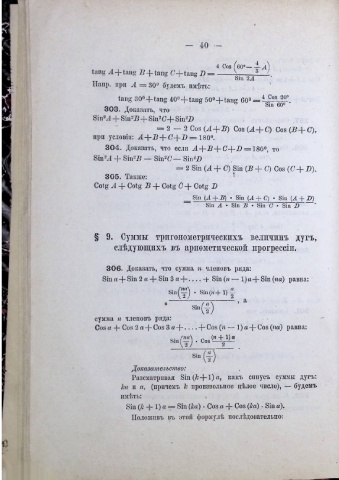 — 40 —
tang A + tang B + tang C + tang D = 4 Cos (60° — 4/3 A) / Sin 2A
Напр. при A = 30° будемъ имѣть:
tang 30° + tang 40° + tang 50° + tang 60° = 4 Cos 20° / Sin 60°
303. Доказать, что
Sin²A + Sin²B + Sin²C + Sin²D
= 2 — 2 Cos (A + B) Cos (A + C) Cos (B + C),
при условіи: A + B + C + D = 180°.
304. Доказать, что если A + B + C + D = 180°, то
Sin²A + Sin²B — Sin²C — Sin²D
= 2 Sin (A + C) Sin (B + C) Cos (C + D).
305. Также:
Cotg A + Cotg B + Cotg C + Cotg D
= Sin (A + B) · Sin (A + C) · Sin (A + D) / Sin A · Sin B · Sin C · Sin D
§ 9. Суммы тригонометрическихъ величинъ дугъ,
слѣдующихъ въ ариѳметической прогрессіи.
306. Доказать, что сумма n членовъ ряда:
Sin a + Sin 2 a + Sin 3 a + .... + Sin (n — 1) a + Sin (na) равна:
Sin (na/2) · Sin (n + 1) a/2 / Sin (a/2)
сумма n членовъ ряда:
Cos a + Cos 2 a + Cos 3 a + .... + Cos (n — 1) a + Cos (na) равна:
Sin (na/2) · Cos (n + 1) a / 2 / Sin (a/2)
Доказательство:
Разсматривая Sin (k + 1) a, какъ синусъ суммы дугъ:
ka и a, (причемъ k произвольное цѣлое число), — будемъ
имѣть:
Sin (k + 1) a = Sin (ka) · Cos a + Cos (ka) · Sin a).
Положивъ въ этой формулѣ послѣдовательно: